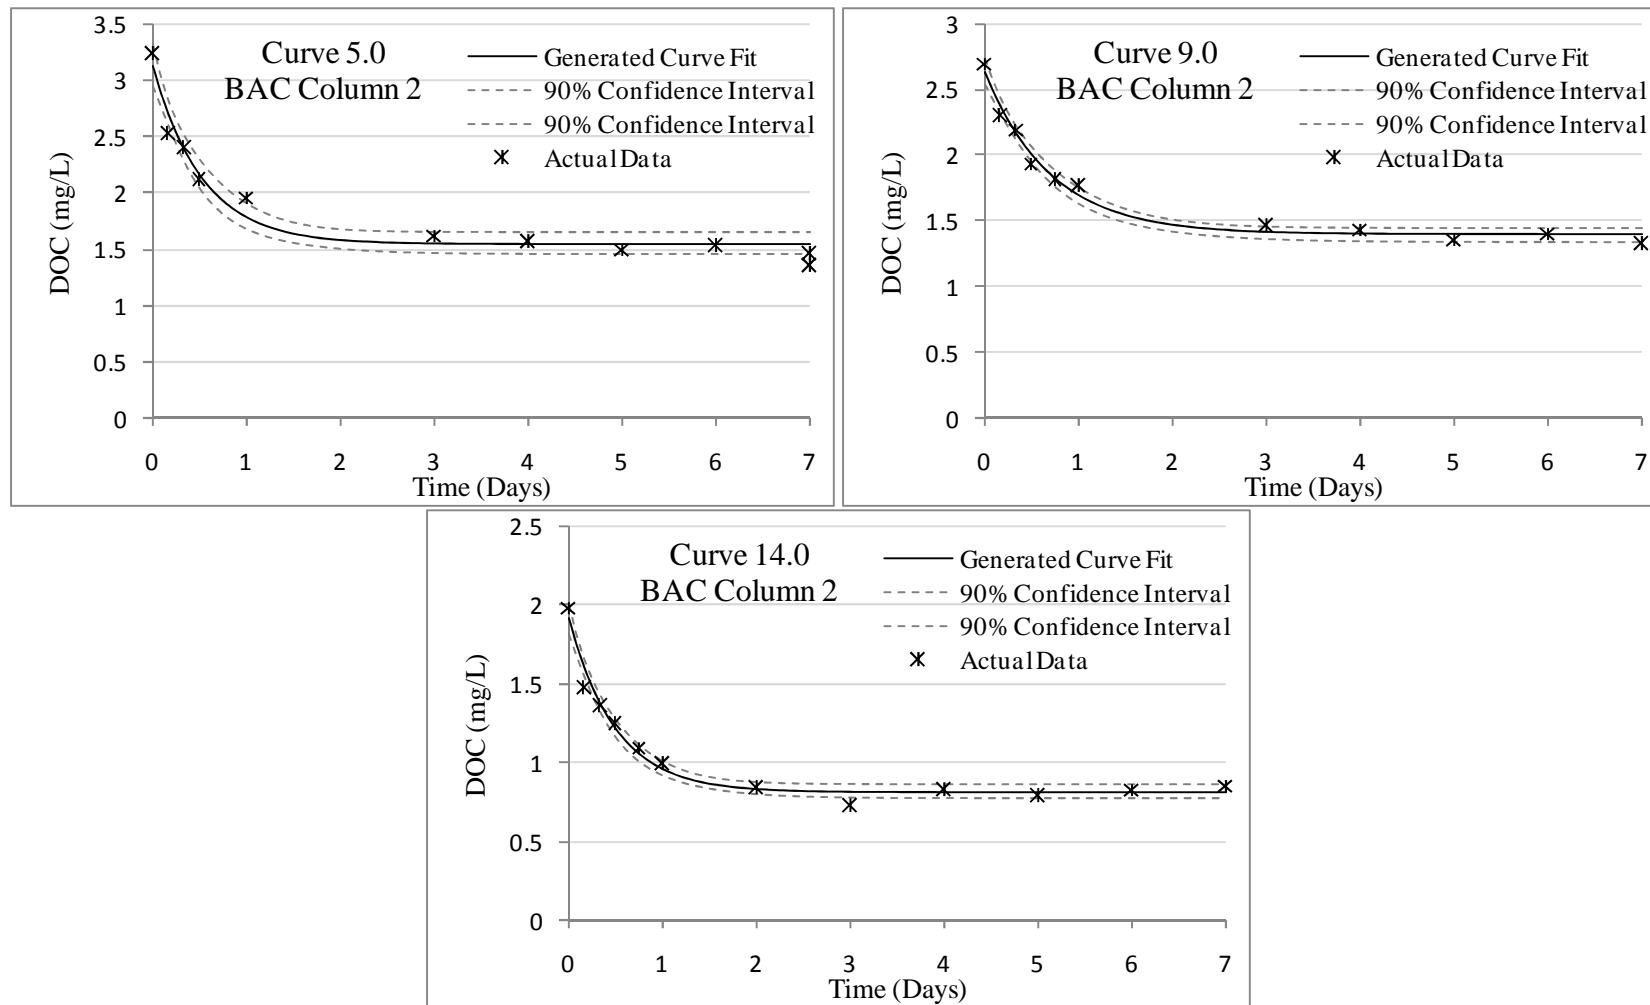 Curve 5.0
BAC Column 2
Generated Curve Fit
90% Confidence Interval
90% Confidence Interval
Actual Data
DOC (mg/L)
3.5
3
2.5
2
1.5
1
0.5
0
0 1 2 3 4 5 6 7
Time (Days)
Curve 9.0
BAC Column 2
Generated Curve Fit
90% Confidence Interval
90% Confidence Interval
Actual Data
DOC (mg/L)
3
2.5
2
1.5
1
0.5
0
0 1 2 3 4 5 6 7
Time (Days)
Curve 14.0
BAC Column 2
Generated Curve Fit
90% Confidence Interval
90% Confidence Interval
Actual Data
DOC (mg/L)
2.5
2
1.5
1
0.5
0
0 1 2 3 4 5 6 7
Time (Days)